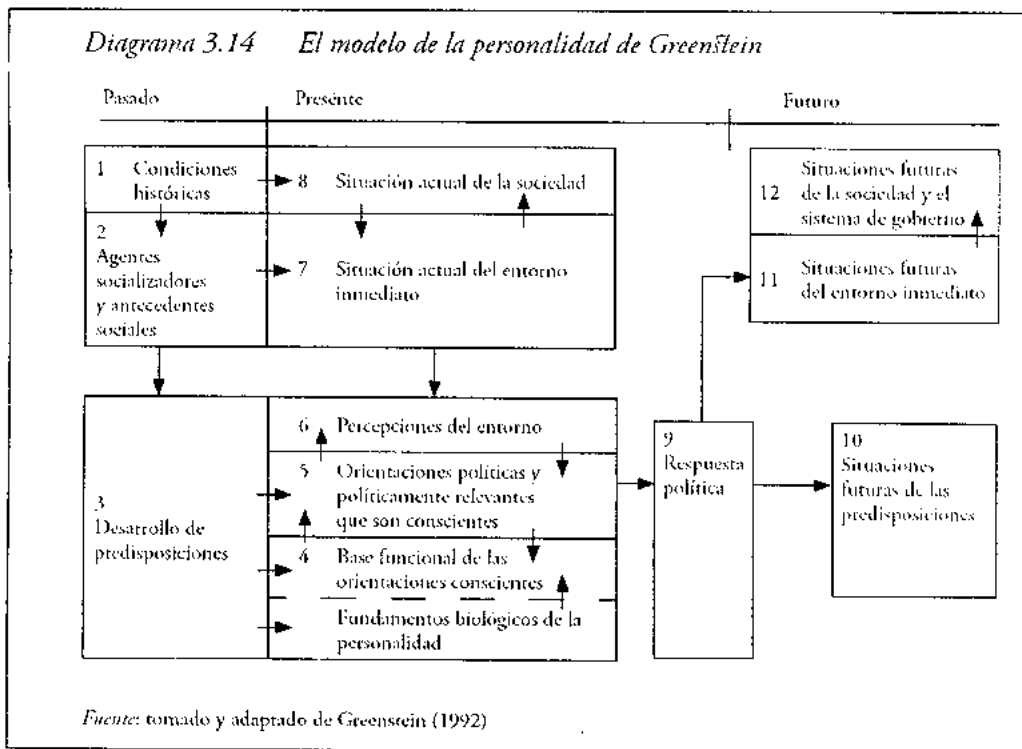 Diagrama 3.14 El modelo de la personalidad de Greenstein
Pasado
Presente
Futuro
1 Condiciones
históricas
8 Situación actual de la sociedad
2
Agentes
socializadores
y antecedentes
sociales
7 Situación actual del entorno
inmediato
12 Situaciones futuras
de la sociedad y el
sistema de gobierno
11 Situaciones futuras
del entorno inmediato
3
Desarrollo de
predisposiciones
6 Percepciones del entorno
5 Orientaciones políticas y
políticamente relevantes
que son conscientes
4 Base funcional de las
orientaciones conscientes
Fundamentos biológicos de la
personalidad
9
Respuesta
política
10
Situaciones
futuras de las
predisposiciones
Fuente: tomado y adaptado de Greenstein (1992)